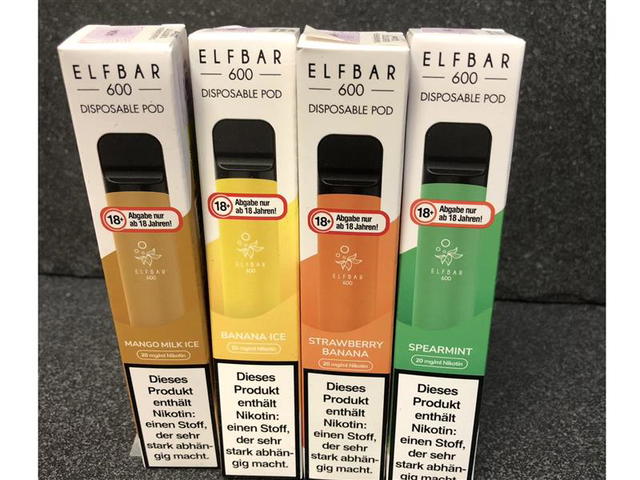 ELFBAR
600
DISPOSABLE POD
18+
Abgabe nur
ab 18 Jahren!
ELFBAR
600
MANGO MILK ICE
20 mg/ml Nikotin
Dieses
Produkt
enthält
Nikotin:
einen Stoff,
der sehr
stark abhän-
gig macht.
ELFBAR
600
DISPOSABLE POD
18+
Abgabe nur
ab 18 Jahren!
ELFBAR
600
BANANA ICE
20 mg/ml Nikotin
Dieses
Produkt
enthält
Nikotin:
einen Stoff,
der sehr
stark abhän-
gig macht.
ELFBAR
600
DISPOSABLE POD
18+
Abgabe nur
ab 18 Jahren!
ELFBAR
600
STRAWBERRY
BANANA
20 mg/ml Nikotin
Dieses
Produkt
enthält
Nikotin:
einen Stoff,
der sehr
stark abhän-
gig macht.
ELFBAR
600
DISPOSABLE POD
18+
Abgabe nur
ab 18 Jahren!
ELFBAR
600
SPEARMINT
20 mg/ml Nikotin
Dieses
Produkt
enthält
Nikotin:
einen Stoff,
der sehr
stark abhän-
gig macht.